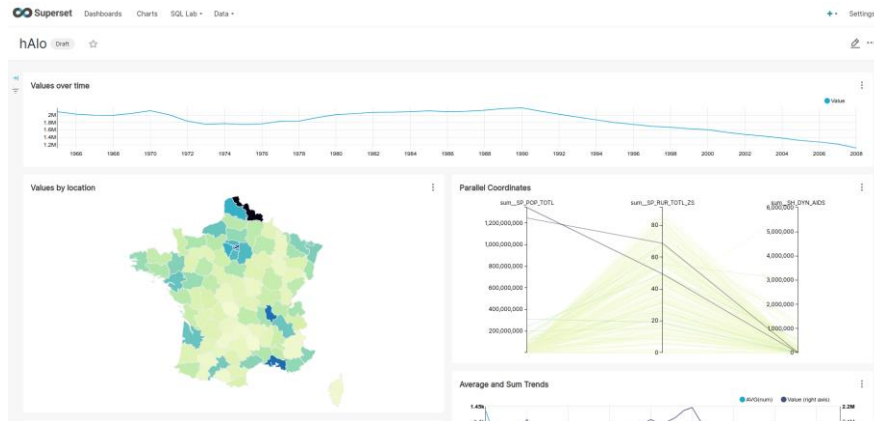 Superset Dashboards Charts SQL Lab Data Settings
hAlo Draft
Values over time
Value
2M
1.8M
1.6M
1.4M
1.2M
1966 1968 1970 1972 1974 1976 1978 1980 1982 1984 1986 1988 1990 1992 1994 1996 1998 2000 2002 2004 2006 2008
Values by location
Parallel Coordinates
sum__SP_POP_TOTL sum__SP_RUR_TOTL_ZS sum__SH_DYN_AIDS
1,200,000,000
1,000,000,000
800,000,000
600,000,000
400,000,000
200,000,000
80
60
40
20
0
6,000,000
5,000,000
4,000,000
3,000,000
2,000,000
1,000,000
0
Average and Sum Trends
AVG(num) Value (right axis)
1.45k 2.2M